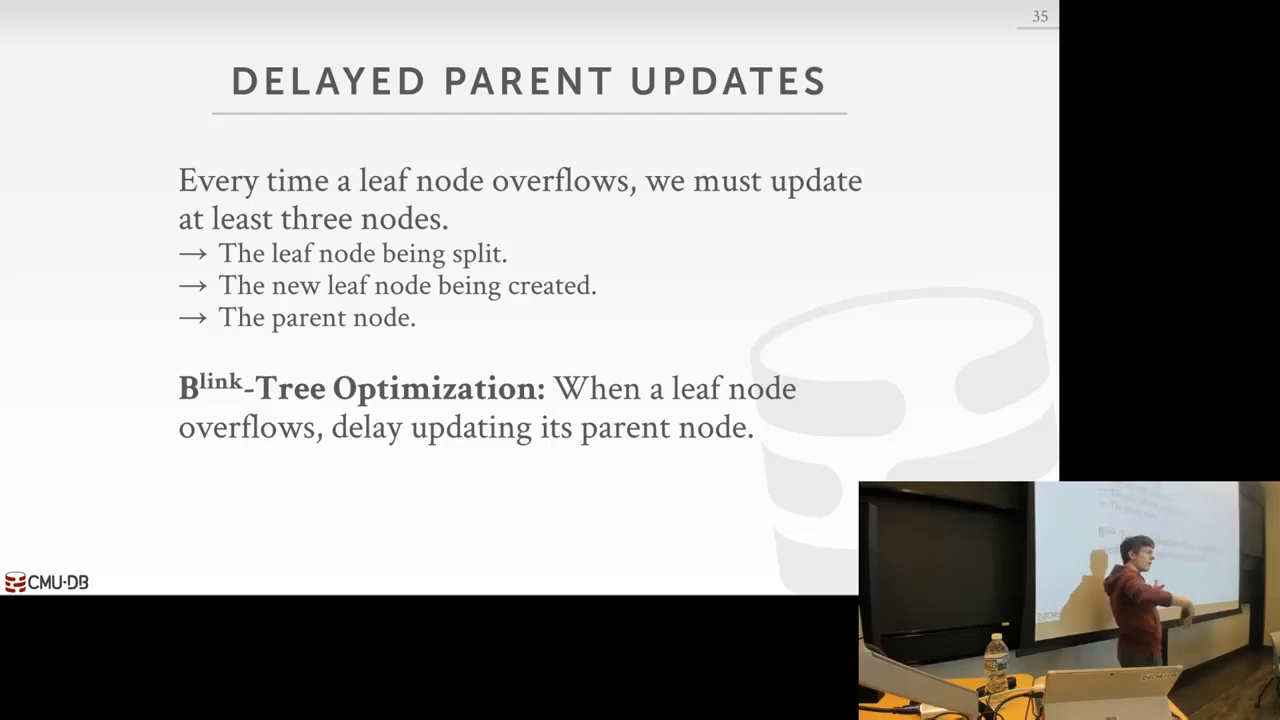 35
DELAYED PARENT UPDATES
Every time a leaf node overflows, we must update
at least three nodes.
→ The leaf node being split.
→ The new leaf node being created.
→ The parent node.
B^link-Tree Optimization: When a leaf node
overflows, delay updating its parent node.
CMU·DB